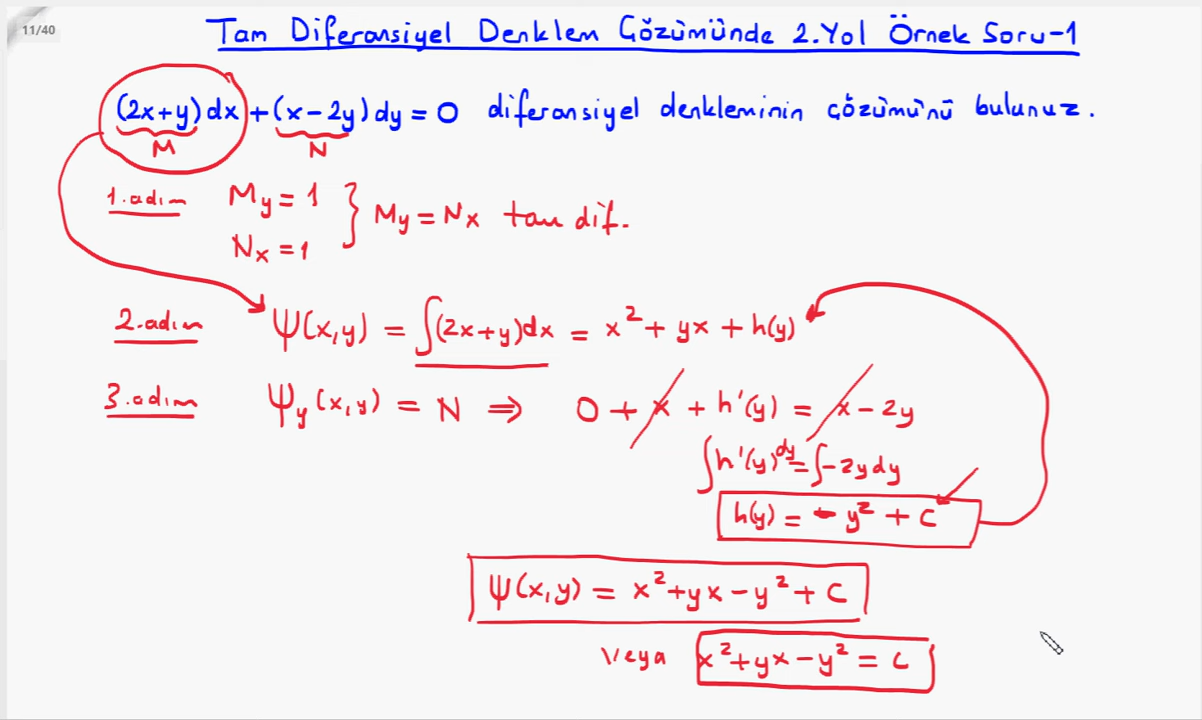 11/40
Tam Diferansiyel Denklem Çözümünde 2.Yol Örnek Soru-1
(2x+y)dx+(x-2y)dy=0 diferansiyel denkleminin çözümünü bulunuz.
M N
1.adım My=1
Nx=1 } My=Nx tam dif.
2.adım Ψ(x,y) = ∫(2x+y)dx = x²+yx+h(y)
3.adım Ψy(x,y) = N ⇒ 0+x+h'(y) = x-2y
∫h'(y)dy=∫-2ydy
h(y) = -y²+c
Ψ(x,y) = x²+yx-y²+c
veya x²+yx-y²=c